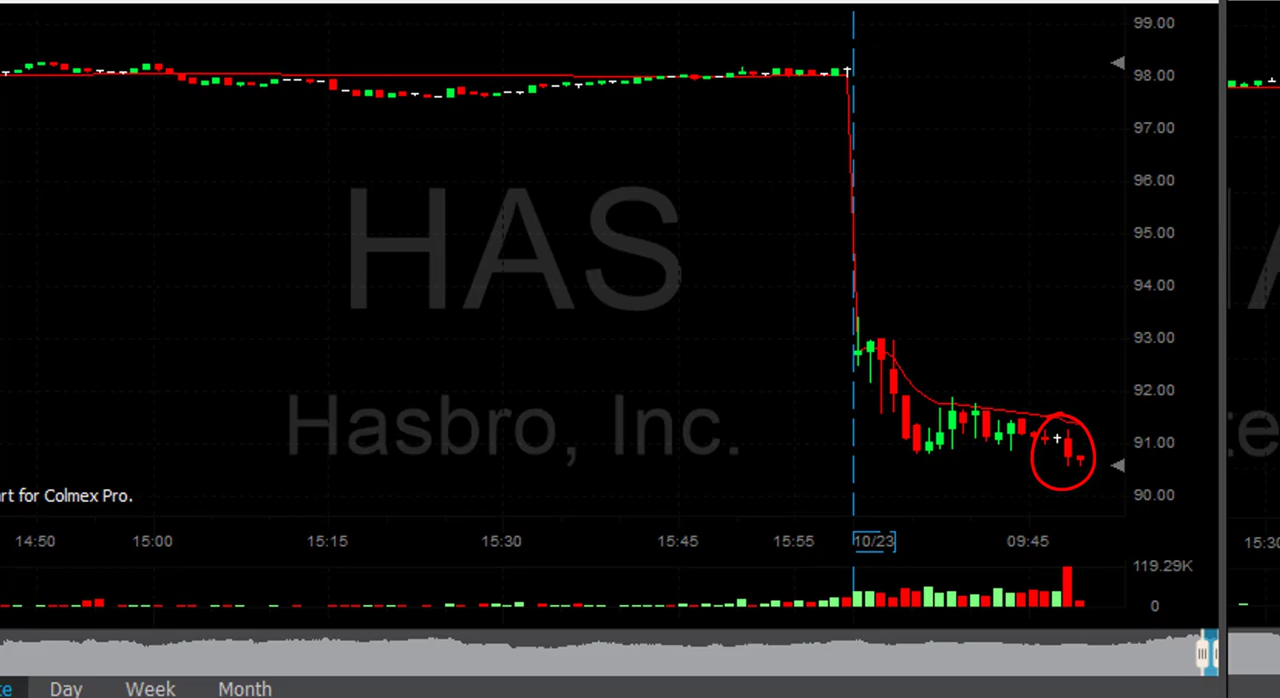 99.00
98.00
97.00
96.00
HAS
95.00
94.00
93.00
92.00
Hasbro, Inc.
91.00
90.00
rt for Colmex Pro.
14:50 15:00 15:15 15:30 15:45 15:55 10/23 09:45 15:30
119.29K
0
te Day Week Month